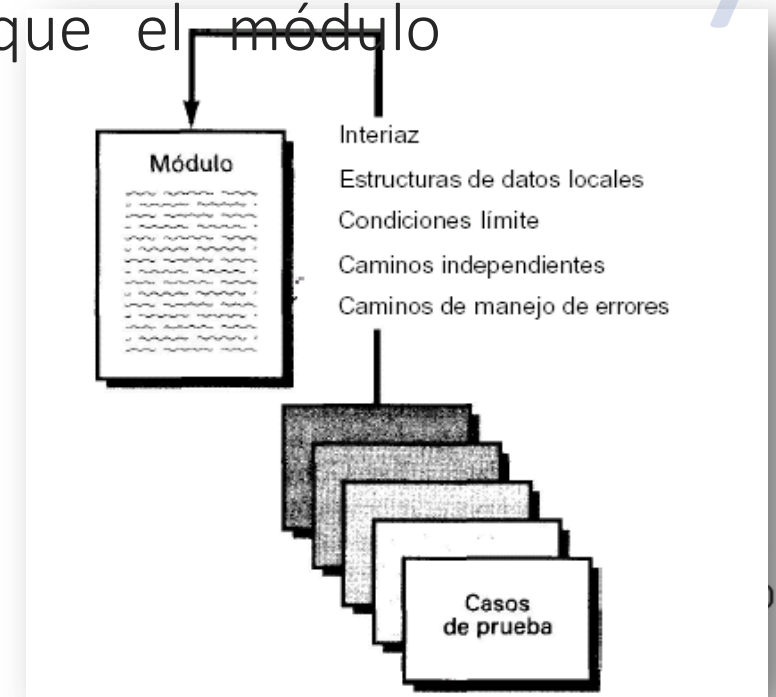 que el módulo
Módulo
Interiaz
Estructuras de datos locales
Condiciones límite
Caminos independientes
Caminos de manejo de errores
Casos
de prueba